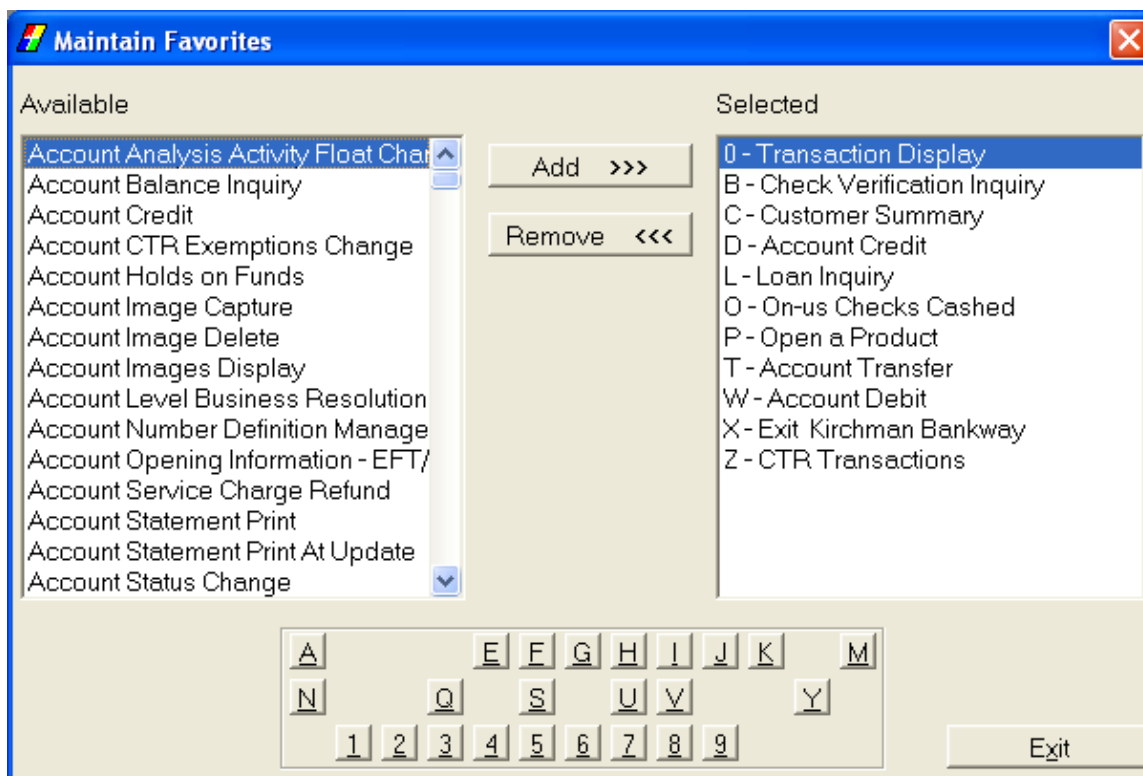 Maintain Favorites
Available
Account Analysis Activity Float Char
Account Balance Inquiry
Account Credit
Account CTR Exemptions Change
Account Holds on Funds
Account Image Capture
Account Image Delete
Account Images Display
Account Level Business Resolution
Account Number Definition Manage
Account Opening Information - EFT/
Account Service Charge Refund
Account Statement Print
Account Statement Print At Update
Account Status Change
Add >>>
Remove <<<
Selected
0 - Transaction Display
B - Check Verification Inquiry
C - Customer Summary
D - Account Credit
L - Loan Inquiry
O - On-us Checks Cashed
P - Open a Product
T - Account Transfer
W - Account Debit
X - Exit Kirchman Bankway
Z - CTR Transactions
A E F G H I J K M
N Q S U V Y
1 2 3 4 5 6 7 8 9
Exit